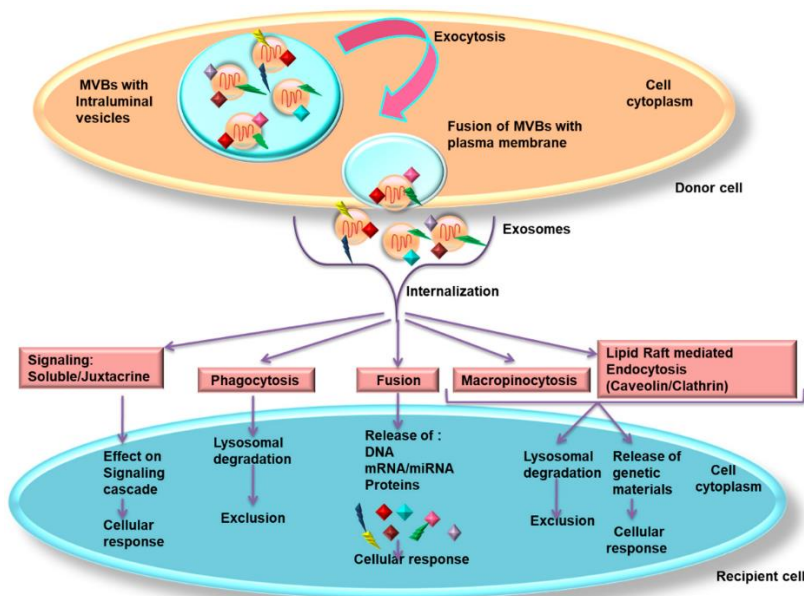 Exocytosis
MVBs with
Intraluminal
vesicles
Cell
cytoplasm
Fusion of MVBs with
plasma membrane
Donor cell
Exosomes
Internalization
Signaling:
Soluble/Juxtacrine
Phagocytosis
Fusion
Macropinocytosis
Lipid Raft mediated
Endocytosis
(Caveolin/Clathrin)
Effect on
Signaling
cascade
Cellular
response
Lysosomal
degradation
Exclusion
Release of :
DNA
mRNA/miRNA
Proteins
Cellular response
Lysosomal
degradation
Exclusion
Release of
genetic
materials
Cellular
response
Cell
cytoplasm
Recipient cell